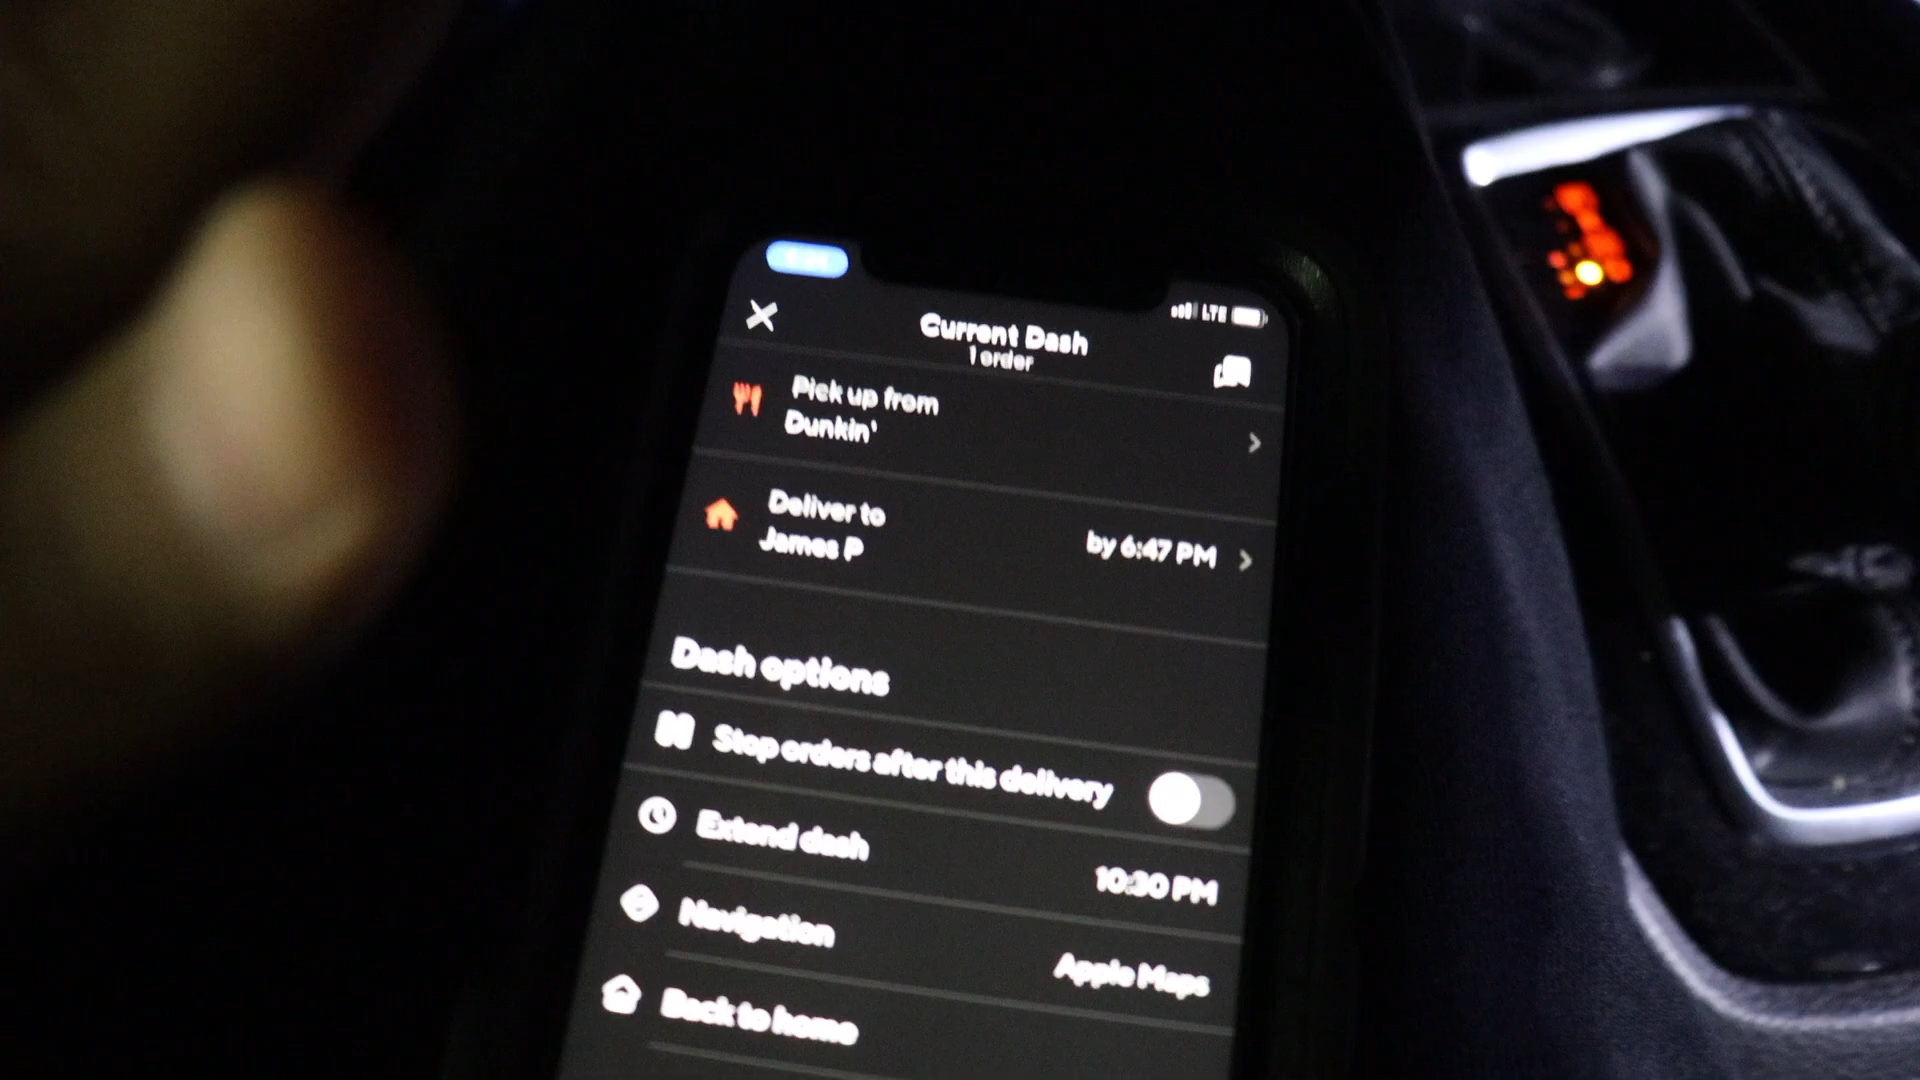 LTE
Current Dash
1 order
Pick up from
Dunkin'
Deliver to
James P
by 6:47 PM
Dash options
Stop orders after this delivery
Extend dash
10:30 PM
Navigation
Apple Maps
Back to home